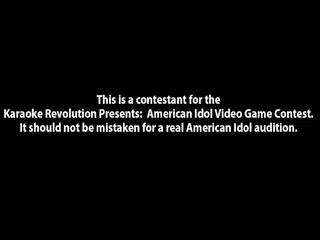 This is a contestant for the
Karaoke Revolution Presents:  American Idol Video Game Contest.
It should not be mistaken for a real American Idol audition.